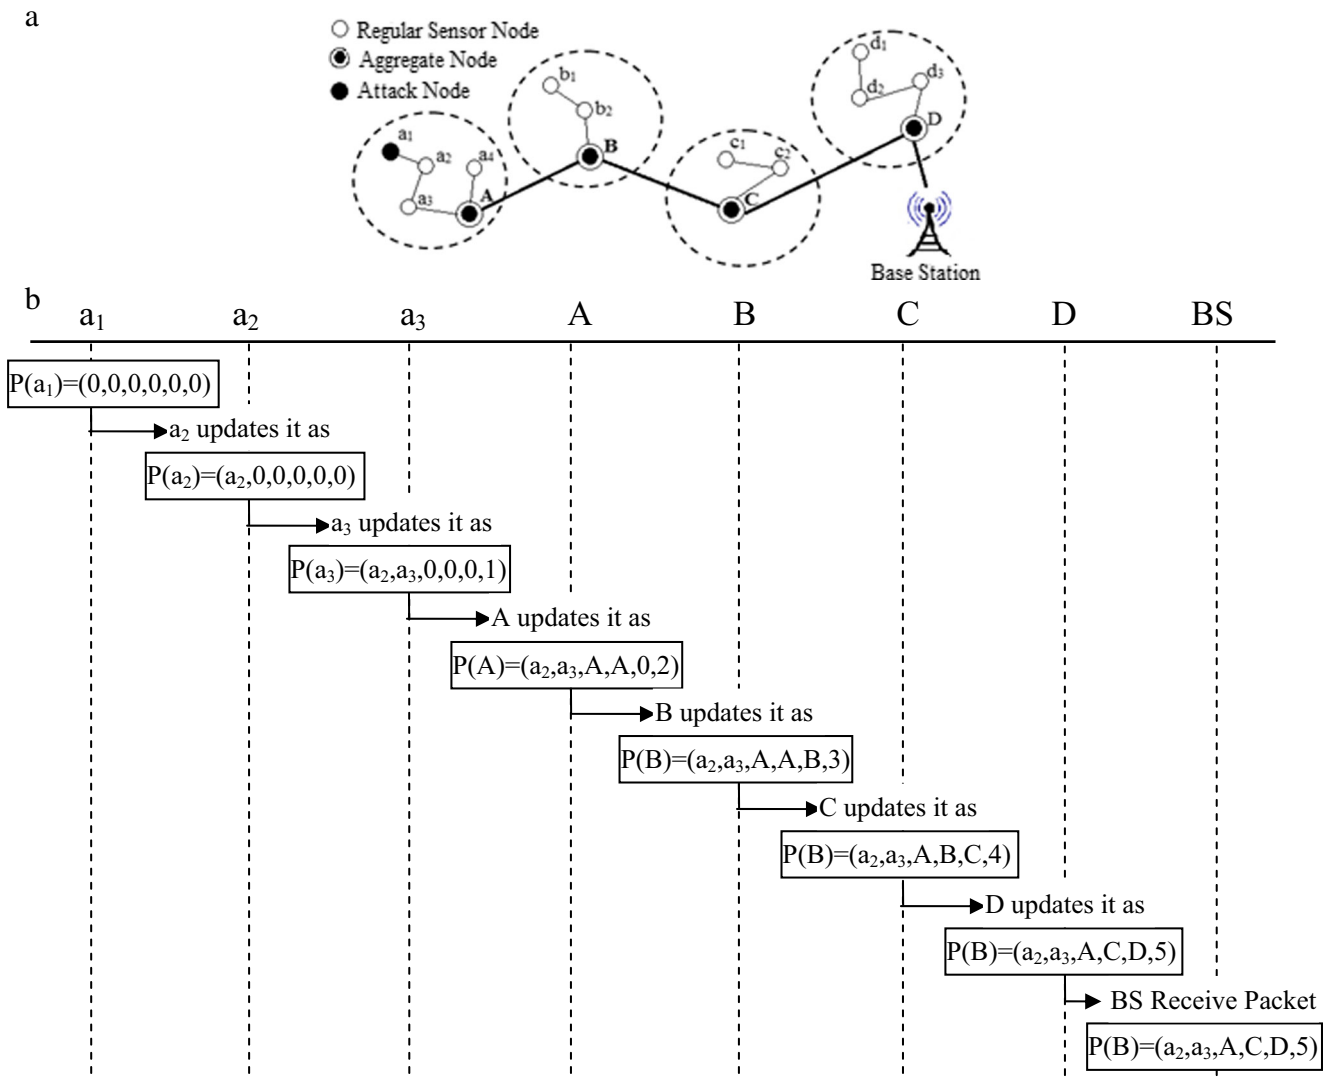 a
Regular Sensor Node
Aggregate Node
Attack Node
a1
a2
a3
a4
A
b1
b2
B
c1
c2
C
d1
d2
d3
D
Base Station
b
a1 a2 a3 A B C D BS
P(a1)=(0,0,0,0,0,0)
a2 updates it as
P(a2)=(a2,0,0,0,0,0)
a3 updates it as
P(a3)=(a2,a3,0,0,0,1)
A updates it as
P(A)=(a2,a3,A,A,0,2)
B updates it as
P(B)=(a2,a3,A,A,B,3)
C updates it as
P(B)=(a2,a3,A,B,C,4)
D updates it as
P(B)=(a2,a3,A,C,D,5)
BS Receive Packet
P(B)=(a2,a3,A,C,D,5)